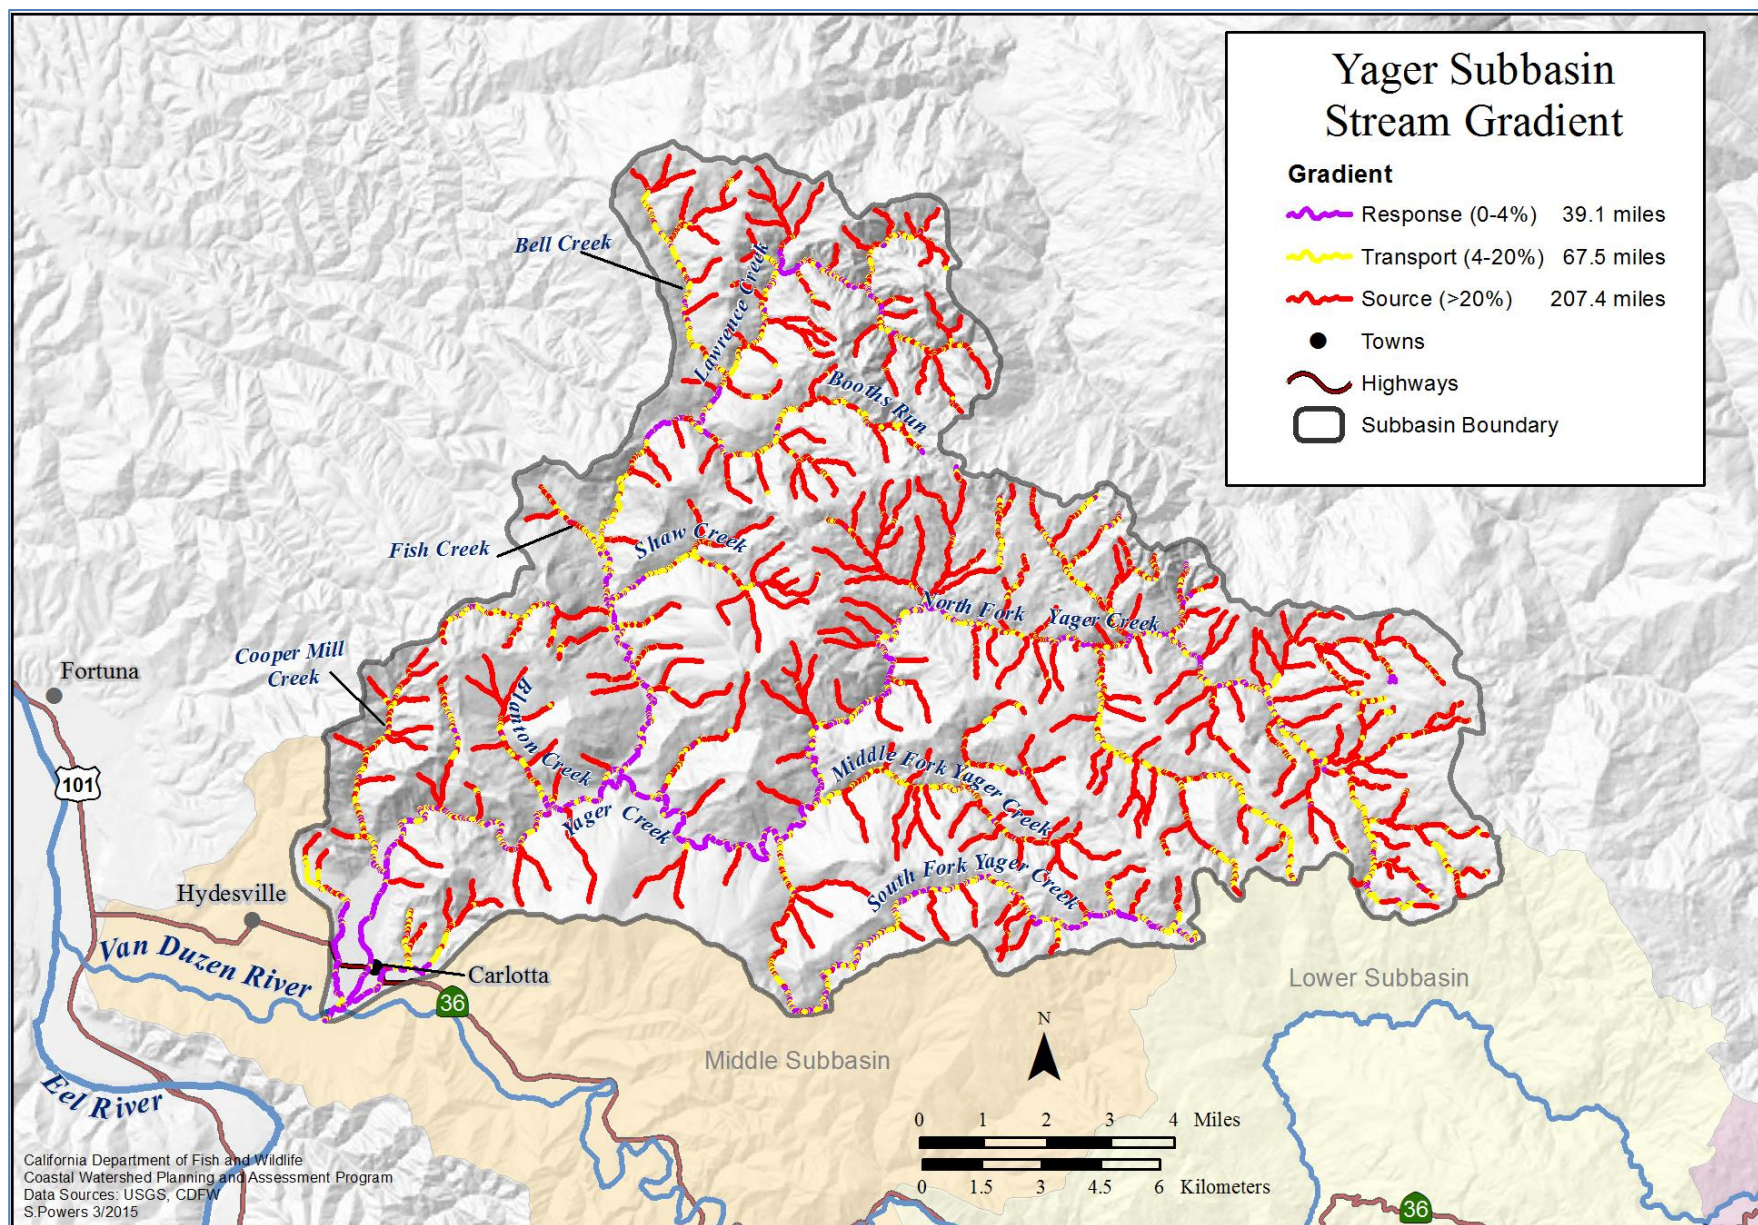 Yager Subbasin
Stream Gradient
Gradient
Response (0-4%) 39.1 miles
Transport (4-20%) 67.5 miles
Source (>20%) 207.4 miles
Towns
Highways
Subbasin Boundary
Bell Creek
Lawrence Creek
Booths Run
Fish Creek
Shaw Creek
North Fork Yager Creek
Cooper Mill
Creek
Fortuna
Blanton Creek
101
Middle Fork Yager Creek
Yager Creek
South Fork Yager Creek
Hydesville
Van Duzen River
Carlotta
36
Lower Subbasin
Middle Subbasin
N
Eel River
0 1 2 3 4 Miles
0 1.5 3 4.5 6 Kilometers
California Department of Fish and Wildlife
Coastal Watershed Planning and Assessment Program
Data Sources: USGS, CDFW
S.Powers 3/2015
36